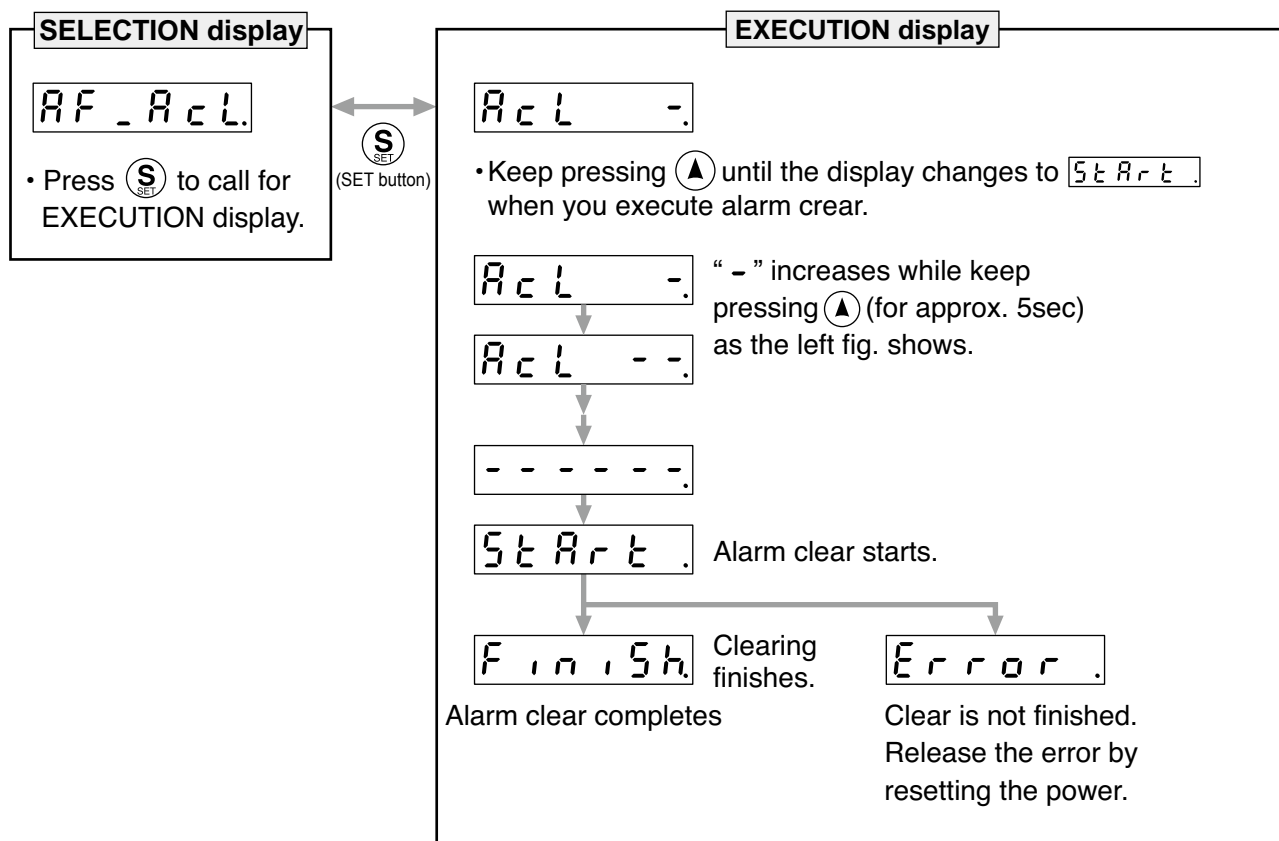 SELECTION display
AF_AcL.
• Press S SET to call for
EXECUTION display.
S SET
(SET button)
EXECUTION display
AcL -.
• Keep pressing ▲ until the display changes to StArt .
when you execute alarm crear.
AcL -.
“ - ” increases while keep
pressing ▲ (for approx. 5sec)
as the left fig. shows.
AcL --.
------.
StArt .
Alarm clear starts.
FiniSh.
Clearing
finishes.
Alarm clear completes
Error .
Clear is not finished.
Release the error by
resetting the power.